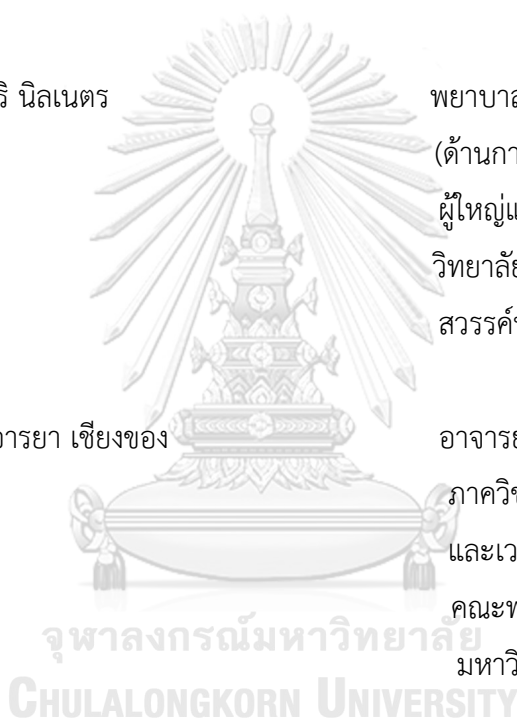 ริ นิลเนตร พยาบาล
(ด้านกา
ผู้ใหญ่แ
วิทยาลัย
สวรรค์
ารยา เชียงของ อาจารย
ภาควิช
และเว
คณะพ
มหาวิ
จุฬาลงกรณ์มหาวิทยาลัย
CHULALONGKORN UNIVERSITY